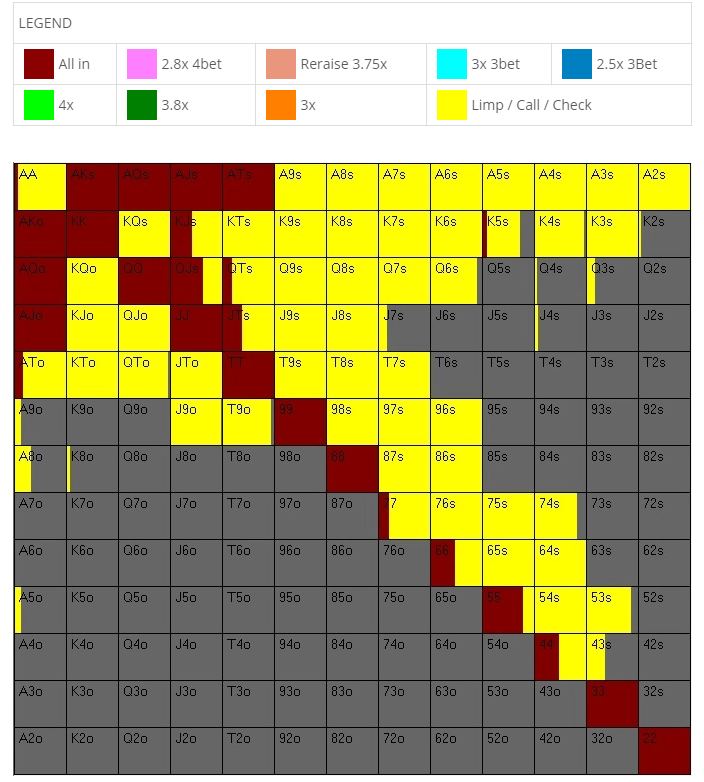 LEGEND
All in 2.8x 4bet Reraise 3.75x 3x 3bet 2.5x 3Bet
4x 3.8x 3x Limp / Call / Check
AA AKs AQs AJs ATs A9s A8s A7s A6s A5s A4s A3s A2s
AKo KK KQs KJs KTs K9s K8s K7s K6s K5s K4s K3s K2s
AQo KQo QQ QJs QTs Q9s Q8s Q7s Q6s Q5s Q4s Q3s Q2s
AJo KJo QJo JJ JTs J9s J8s J7s J6s J5s J4s J3s J2s
ATo KTo QTo JTo TT T9s T8s T7s T6s T5s T4s T3s T2s
A9o K9o Q9o J9o T9o 99 98s 97s 96s 95s 94s 93s 92s
A8o K8o Q8o J8o T8o 98o 88 87s 86s 85s 84s 83s 82s
A7o K7o Q7o J7o T7o 97o 87o 77 76s 75s 74s 73s 72s
A6o K6o Q6o J6o T6o 96o 86o 76o 66 65s 64s 63s 62s
A5o K5o Q5o J5o T5o 95o 85o 75o 65o 55 54s 53s 52s
A4o K4o Q4o J4o T4o 94o 84o 74o 64o 54o 44 43s 42s
A3o K3o Q3o J3o T3o 93o 83o 73o 63o 53o 43o 33 32s
A2o K2o Q2o J2o T2o 92o 82o 72o 62o 52o 42o 32o 22